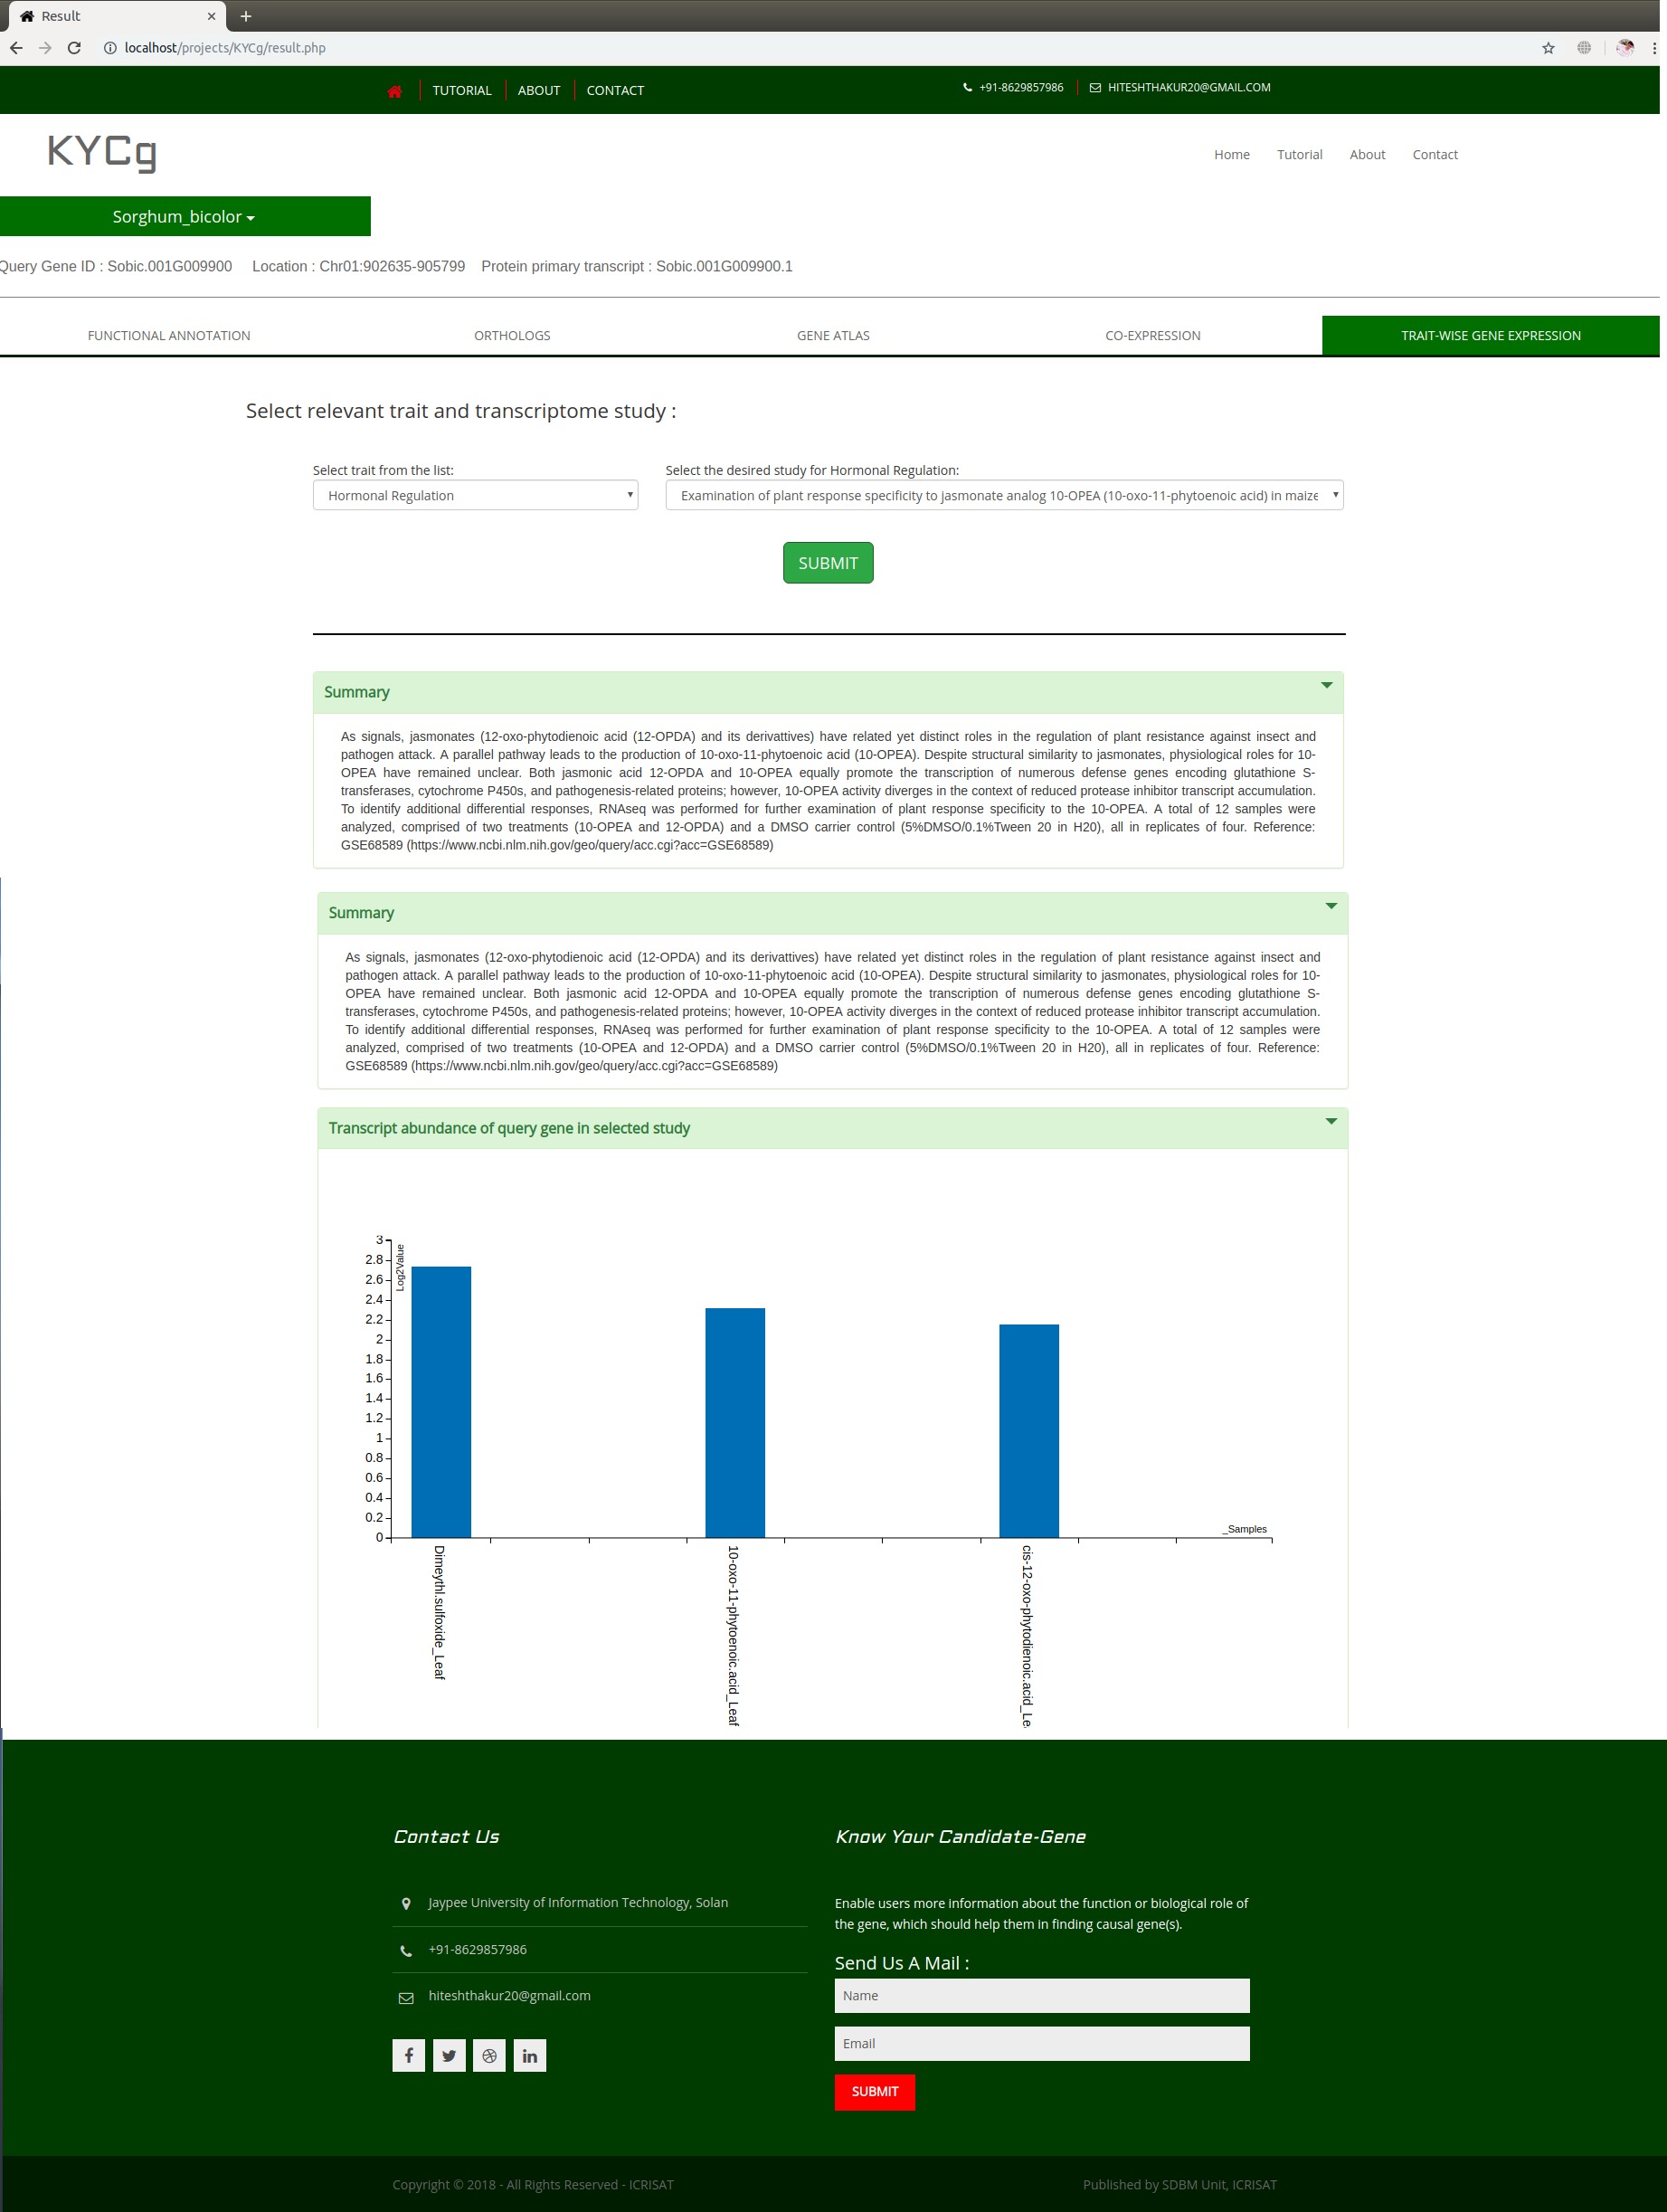 Result
localhost/projects/KYCg/result.php
TUTORIAL ABOUT CONTACT +91-8629857986 HITESHTHAKUR20@GMAIL.COM
KYCg
Home Tutorial About Contact
Sorghum_bicolor
Query Gene ID : Sobic.001G009900 Location : Chr01:902635-905799 Protein primary transcript : Sobic.001G009900.1
FUNCTIONAL ANNOTATION ORTHOLOGS GENE ATLAS CO-EXPRESSION TRAIT-WISE GENE EXPRESSION
Select relevant trait and transcriptome study :
Select trait from the list: Select the desired study for Hormonal Regulation:
Hormonal Regulation Examination of plant response specificity to jasmonate analog 10-OPEA (10-oxo-11-phytoenoic acid) in maize
SUBMIT
Summary
As signals, jasmonates (12-oxo-phytodienoic acid (12-OPDA) and its derivattives) have related yet distinct roles in the regulation of plant resistance against insect and
pathogen attack. A parallel pathway leads to the production of 10-oxo-11-phytoenoic acid (10-OPEA). Despite structural similarity to jasmonates, physiological roles for 10-
OPEA have remained unclear. Both jasmonic acid 12-OPDA and 10-OPEA equally promote the transcription of numerous defense genes encoding glutathione S-
transferases, cytochrome P450s, and pathogenesis-related proteins; however, 10-OPEA activity diverges in the context of reduced protease inhibitor transcript accumulation.
To identify additional differential responses, RNAseq was performed for further examination of plant response specificity to the 10-OPEA. A total of 12 samples were
analyzed, comprised of two treatments (10-OPEA and 12-OPDA) and a DMSO carrier control (5%DMSO/0.1%Tween 20 in H20), all in replicates of four. Reference:
GSE68589 (https://www.ncbi.nlm.nih.gov/geo/query/acc.cgi?acc=GSE68589)
Summary
As signals, jasmonates (12-oxo-phytodienoic acid (12-OPDA) and its derivattives) have related yet distinct roles in the regulation of plant resistance against insect and
pathogen attack. A parallel pathway leads to the production of 10-oxo-11-phytoenoic acid (10-OPEA). Despite structural similarity to jasmonates, physiological roles for 10-
OPEA have remained unclear. Both jasmonic acid 12-OPDA and 10-OPEA equally promote the transcription of numerous defense genes encoding glutathione S-
transferases, cytochrome P450s, and pathogenesis-related proteins; however, 10-OPEA activity diverges in the context of reduced protease inhibitor transcript accumulation.
To identify additional differential responses, RNAseq was performed for further examination of plant response specificity to the 10-OPEA. A total of 12 samples were
analyzed, comprised of two treatments (10-OPEA and 12-OPDA) and a DMSO carrier control (5%DMSO/0.1%Tween 20 in H20), all in replicates of four. Reference:
GSE68589 (https://www.ncbi.nlm.nih.gov/geo/query/acc.cgi?acc=GSE68589)
Transcript abundance of query gene in selected study
Log2Value
3
2.8
2.6
2.4
2.2
2
1.8
1.6
1.4
1.2
1
0.8
0.6
0.4
0.2
0
_Samples
Dimeythl.sulfoxide_Leaf
10-oxo-11-phytoenoic.acid_Leaf
cis-12-oxo-phytodienoic.acid_Le
Contact Us
Jaypee University of Information Technology, Solan
+91-8629857986
hiteshthakur20@gmail.com
Know Your Candidate-Gene
Enable users more information about the function or biological role of
the gene, which should help them in finding causal gene(s).
Send Us A Mail :
Name
Email
SUBMIT
Copyright © 2018 - All Rights Reserved - ICRISAT
Published by SDBM Unit, ICRISAT